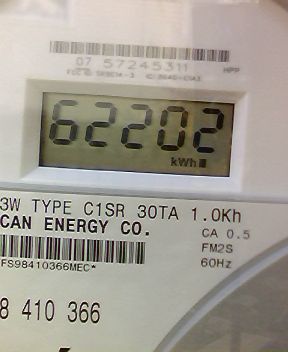 07 57245311
HPP
62202
kWh
3W TYPE C1SR 30TA 1.0Kh
CAN ENERGY CO.
CA 0.5
FM2S
60Hz
FS98410366MEC*
8 410 366